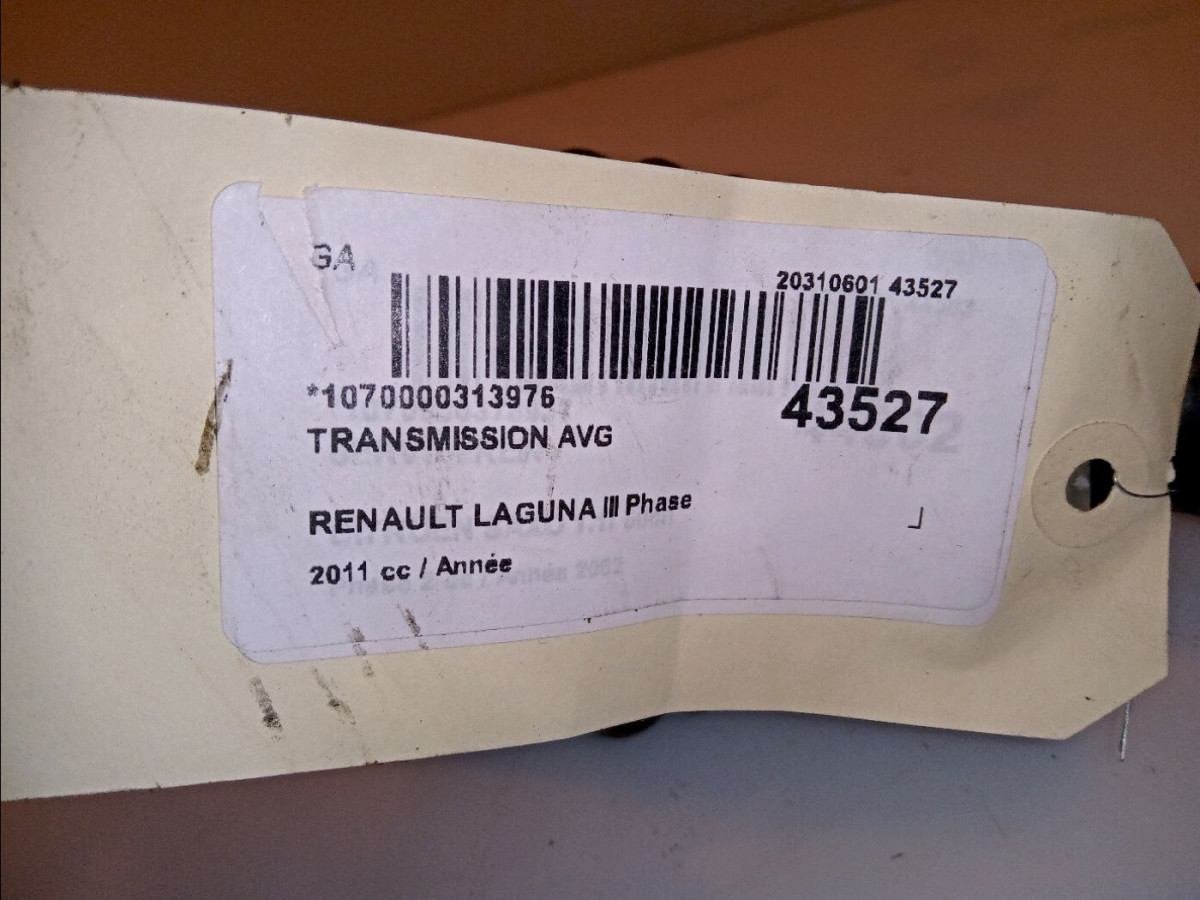 GA
20310601 43527
*1070000313976
43527
TRANSMISSION AVG
RENAULT LAGUNA III Phase
2011 cc / Année